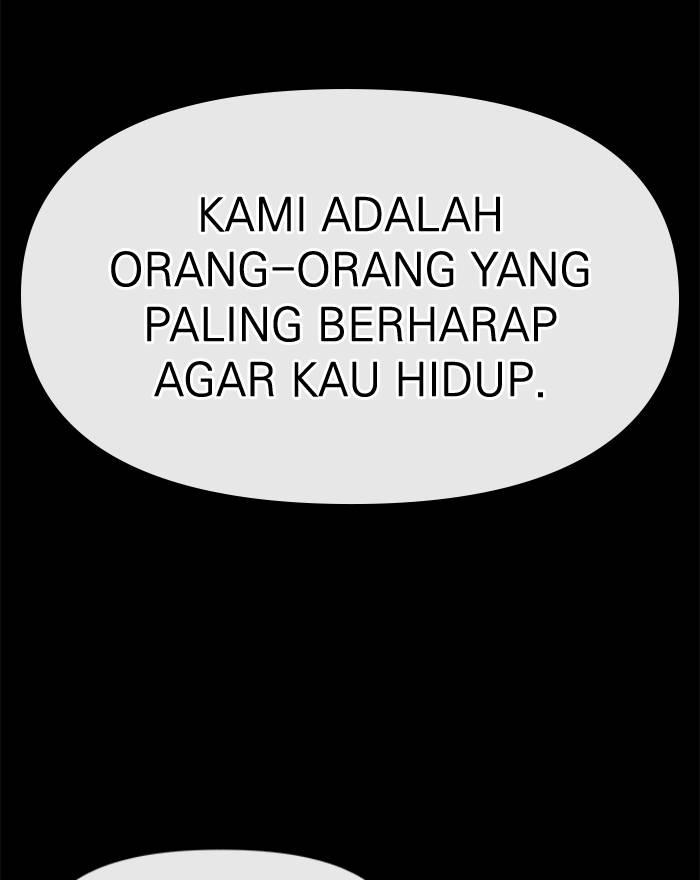 KAMI ADALAH
ORANG-ORANG YANG
PALING BERHARAP
AGAR KAU HIDUP.